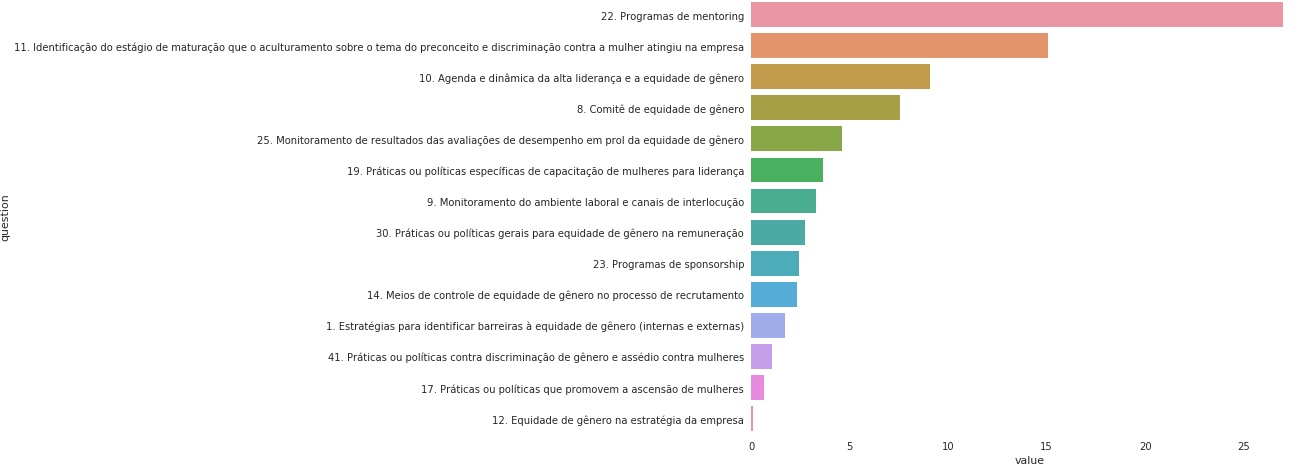 22. Programas de mentoring
11. Identificação do estágio de maturação que o aculturamento sobre o tema do preconceito e discriminação contra a mulher atingiu na empresa
10. Agenda e dinâmica da alta liderança e a equidade de gênero
8. Comitê de equidade de gênero
25. Monitoramento de resultados das avaliações de desempenho em prol da equidade de gênero
19. Práticas ou políticas específicas de capacitação de mulheres para liderança
9. Monitoramento do ambiente laboral e canais de interlocução
30. Práticas ou políticas gerais para equidade de gênero na remuneração
23. Programas de sponsorship
14. Meios de controle de equidade de gênero no processo de recrutamento
1. Estratégias para identificar barreiras à equidade de gênero (internas e externas)
41. Práticas ou políticas contra discriminação de gênero e assédio contra mulheres
17. Práticas ou políticas que promovem a ascensão de mulheres
12. Equidade de gênero na estratégia da empresa
question
0 5 10 15 20 25
value